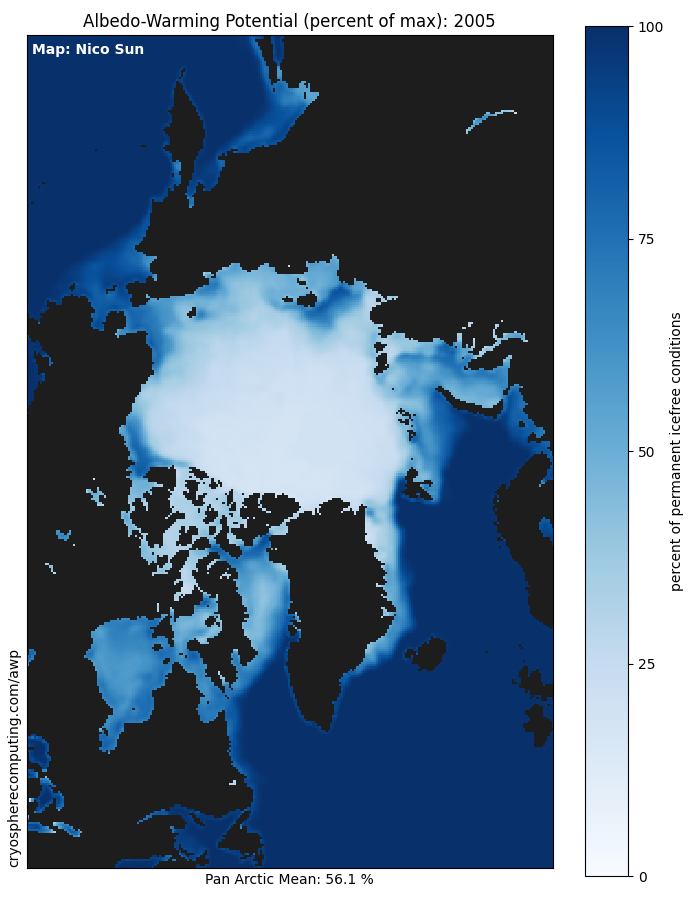 Albedo-Warming Potential (percent of max): 2005
Map: Nico Sun
100
75
50
25
0
percent of permanent icefree conditions
cryospherecomputing.com/awp
Pan Arctic Mean: 56.1 %